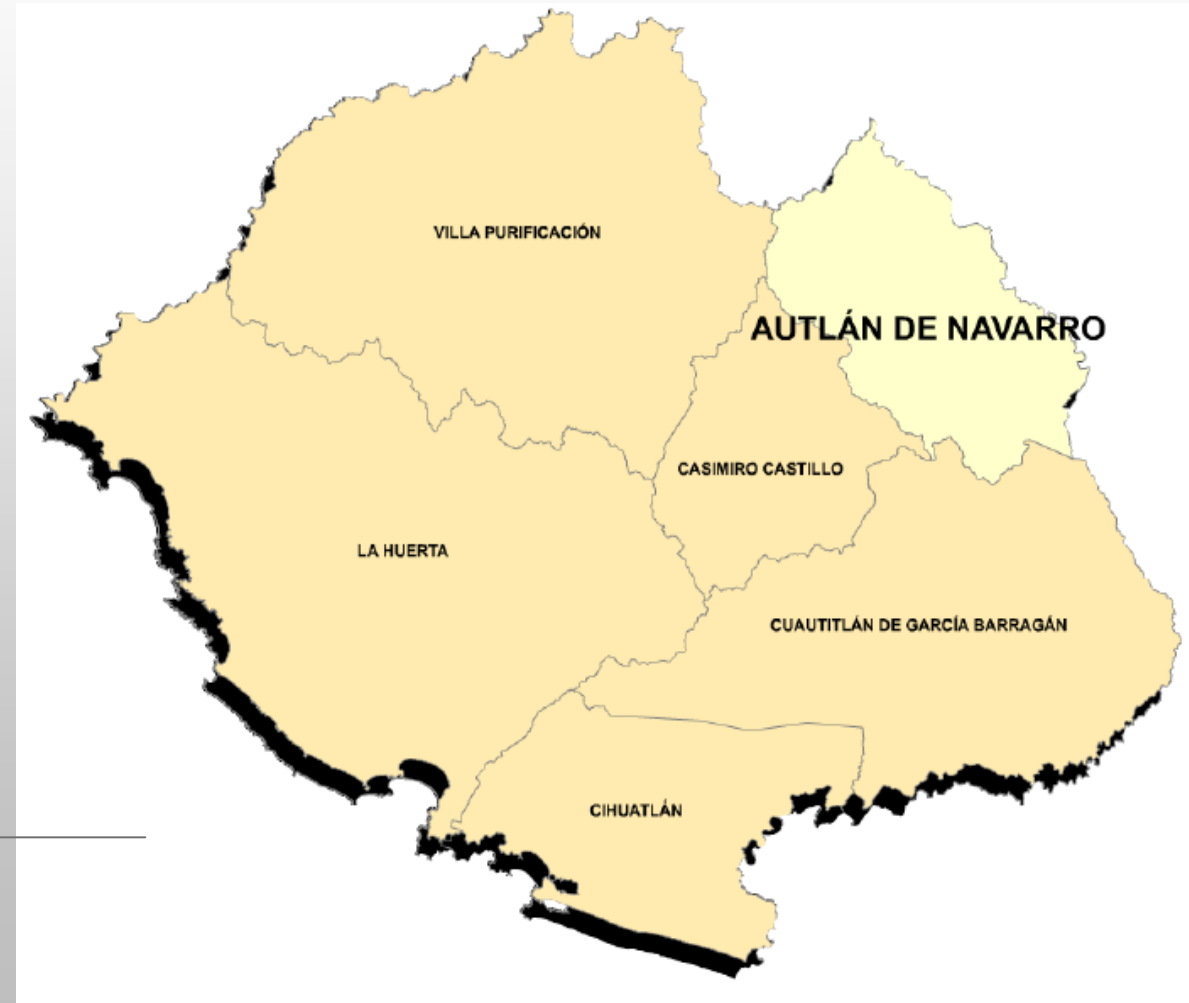 VILLA PURIFICACIÓN
AUTLÁN DE NAVARRO
CASIMIRO CASTILLO
LA HUERTA
CUAUTITLÁN DE GARCÍA BARRAGÁN
CIHUATLÁN